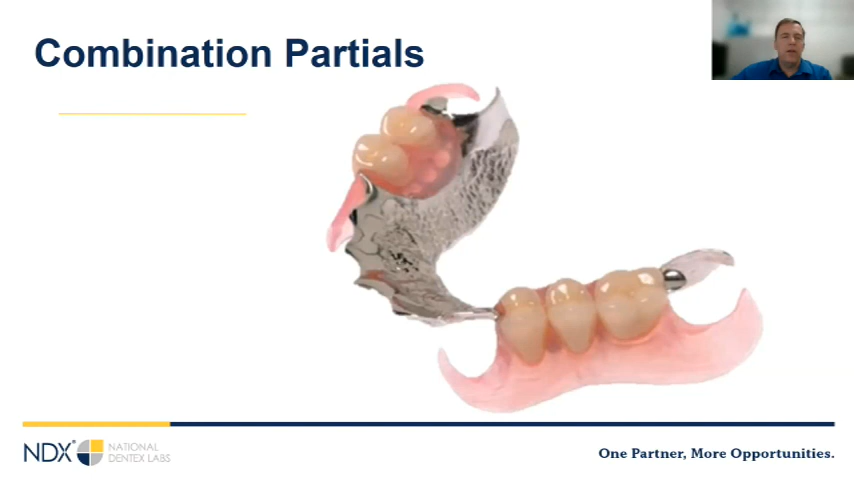 Combination Partials
NDX®
NATIONAL
DENTEX LABS
One Partner, More Opportunities.